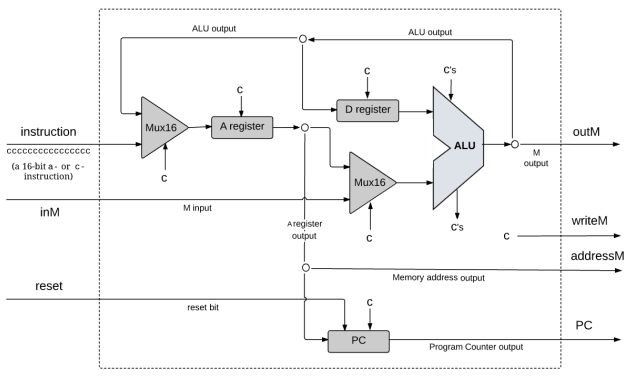 ALU output
ALU output
C
C
C's
D register
instruction
cccccccccccccccc
(a 16-bit a- or c-
instruction)
Mux16
A register
ALU
outM
M
output
C
Mux16
inM
M input
A register
output
C
C's
C
writeM
addressM
Memory address output
reset
reset bit
C
PC
PC
Program Counter output